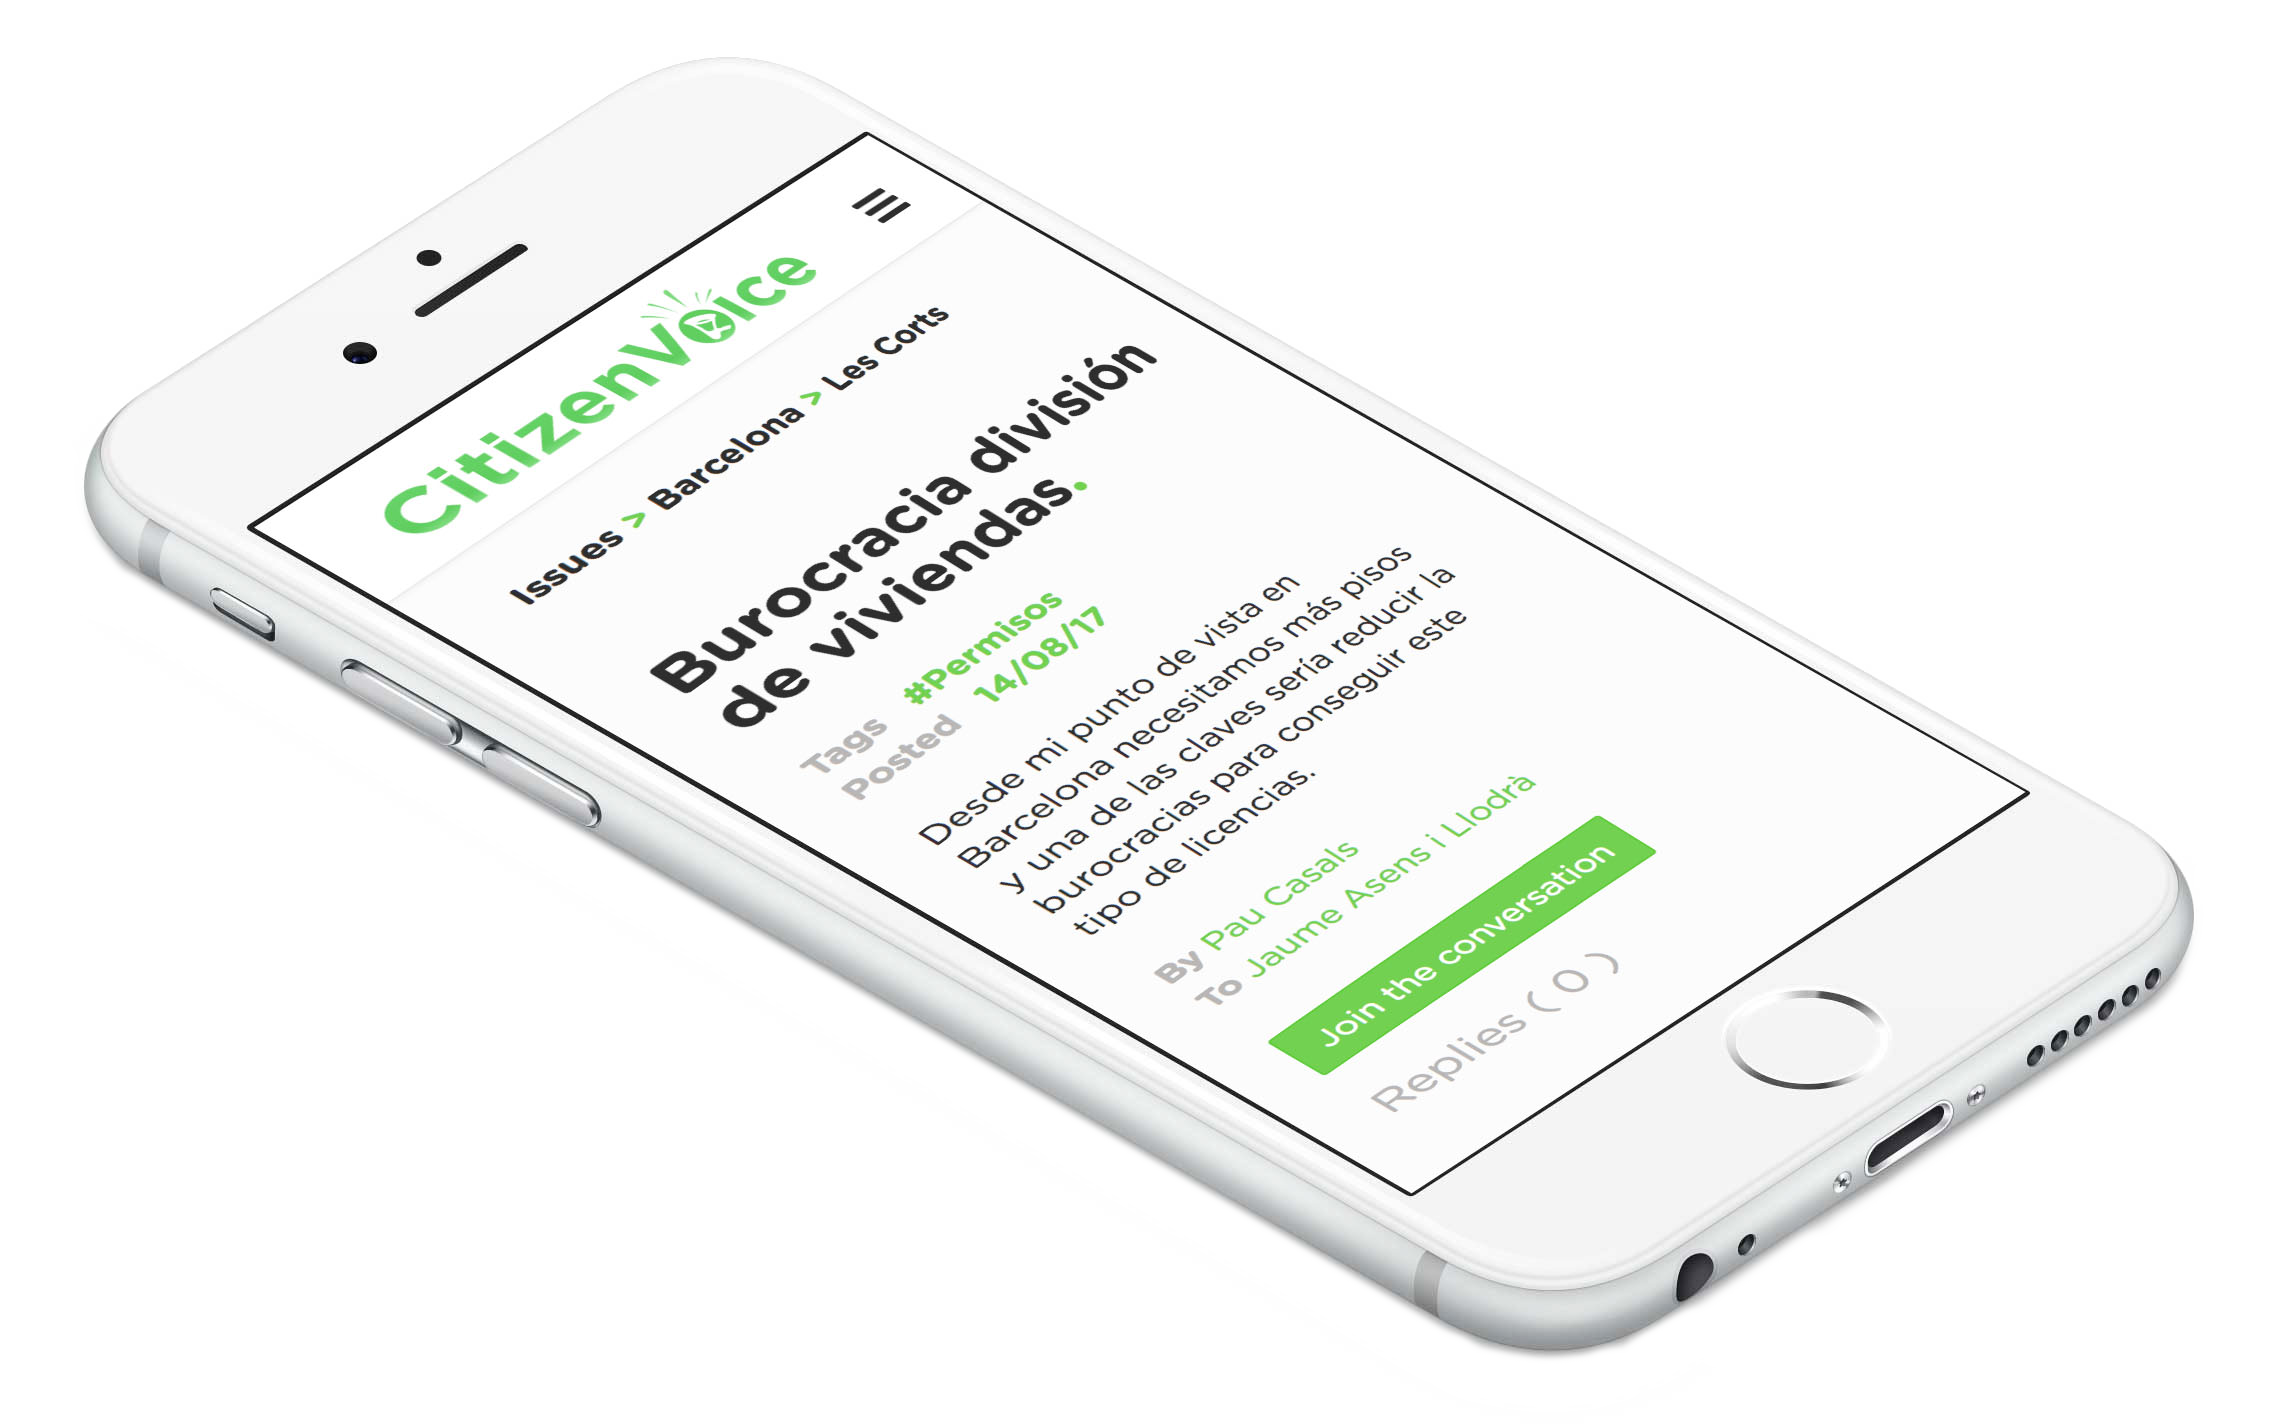 CitizenVoice
Issues > Barcelona > Les Corts
Burocracia división
de viviendas.
Tags #Permisos
Posted 14/08/17
Desde mi punto de vista en
Barcelona necesitamos más pisos
y una de las claves sería reducir la
burocracias para conseguir este
tipo de licencias.
By Pau Casals
To Jaume Asens i Llodrà
Join the conversation
Replies ( 0 )